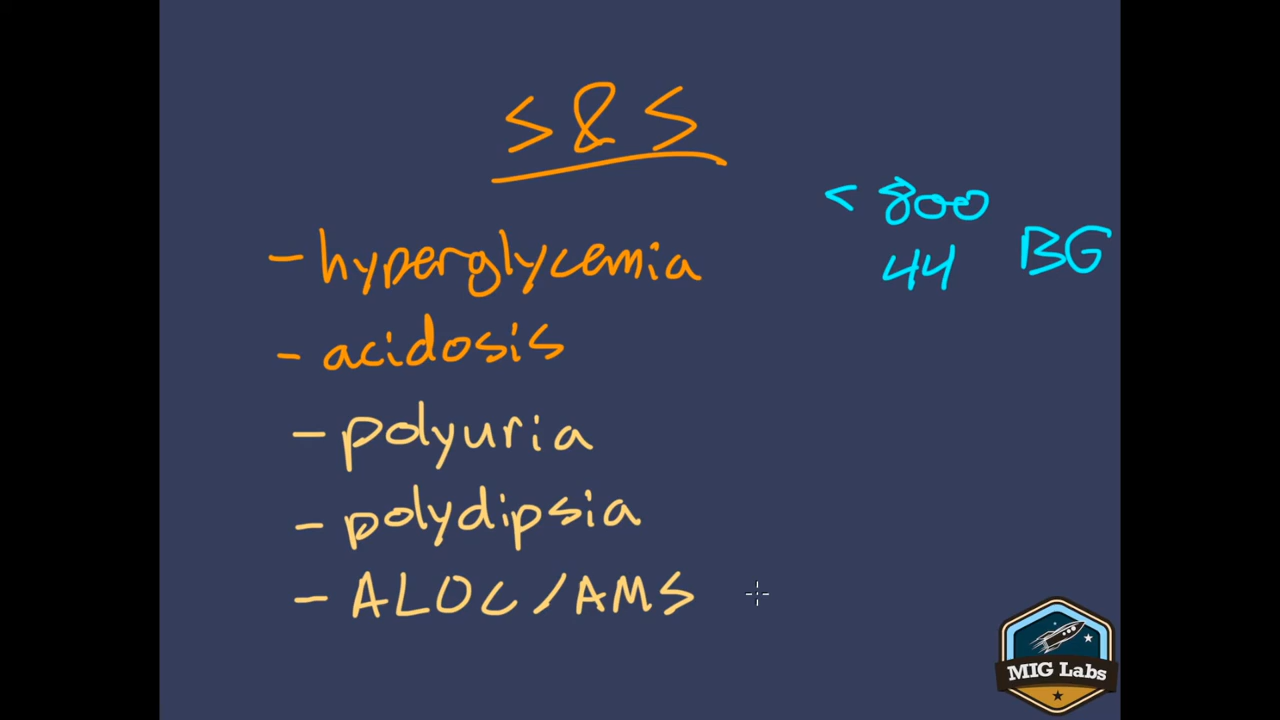 S & S
- hyperglycemia
- acidosis
- polyuria
- polydipsia
- ALOC/AMS
< 800
44 BG
MIG Labs